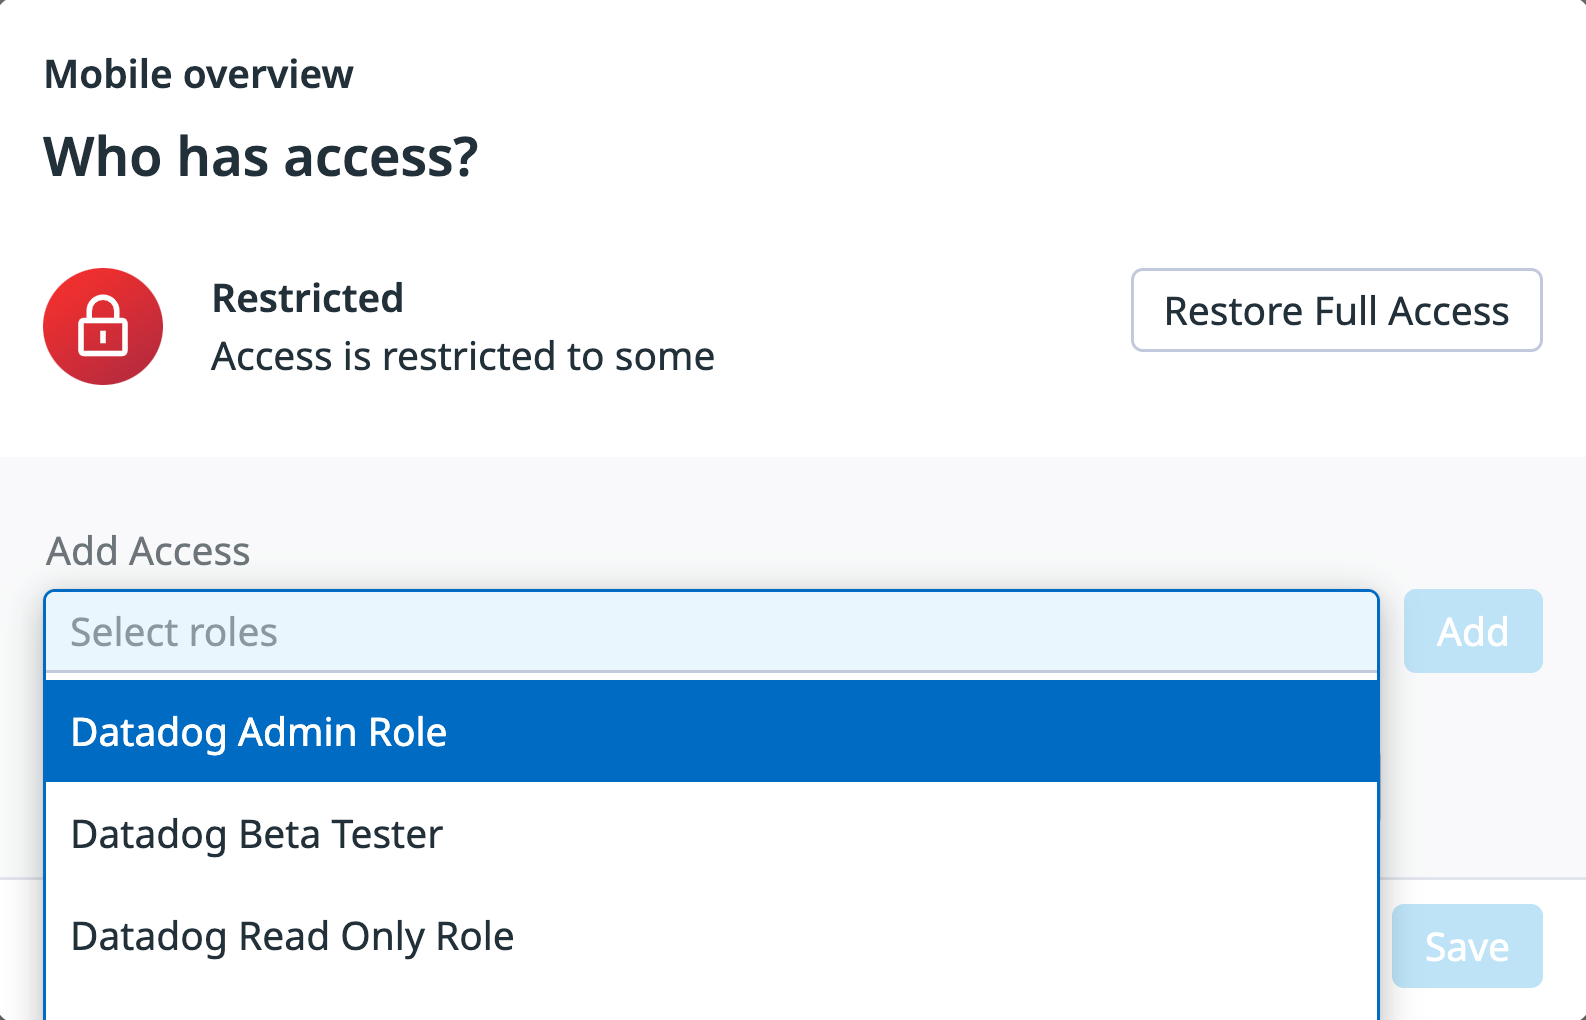 Mobile overview
Who has access?
Restricted
Access is restricted to some
Restore Full Access
Add Access
Select roles
Add
Datadog Admin Role
Datadog Beta Tester
Datadog Read Only Role
Save